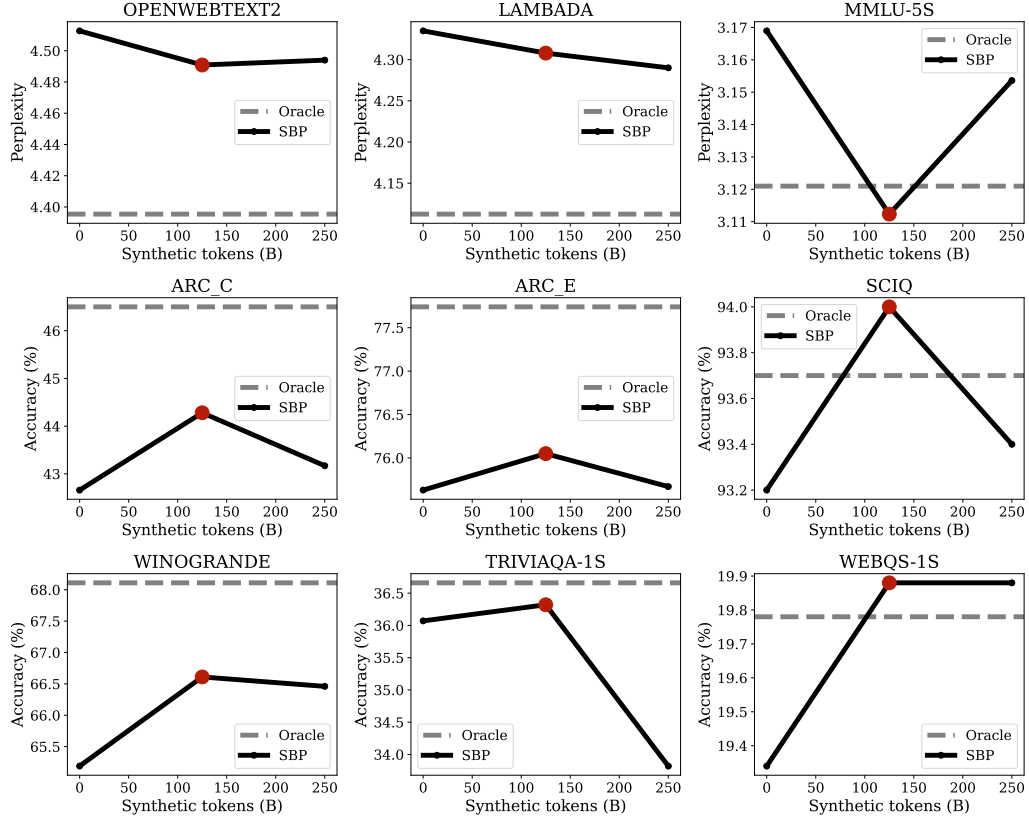 OPENWEBTEXT2
Perplexity
4.50
4.48
4.46
4.44
4.42
4.40
Oracle
SBP
0 50 100 150 200 250
Synthetic tokens (B)
LAMBADA
Perplexity
4.30
4.25
4.20
4.15
Oracle
SBP
0 50 100 150 200 250
Synthetic tokens (B)
MMLU-5S
Perplexity
3.17
3.16
3.15
3.14
3.13
3.12
3.11
Oracle
SBP
0 50 100 150 200 250
Synthetic tokens (B)
ARC_C
Accuracy (%)
46
45
44
43
Oracle
SBP
0 50 100 150 200 250
Synthetic tokens (B)
ARC_E
Accuracy (%)
77.5
77.0
76.5
76.0
Oracle
SBP
0 50 100 150 200 250
Synthetic tokens (B)
SCIQ
Accuracy (%)
94.0
93.8
93.6
93.4
93.2
Oracle
SBP
0 50 100 150 200 250
Synthetic tokens (B)
WINOGRANDE
Accuracy (%)
68.0
67.5
67.0
66.5
66.0
65.5
Oracle
SBP
0 50 100 150 200 250
Synthetic tokens (B)
TRIVIAQA-1S
Accuracy (%)
36.5
36.0
35.5
35.0
34.5
34.0
Oracle
SBP
0 50 100 150 200 250
Synthetic tokens (B)
WEBQS-1S
Accuracy (%)
19.9
19.8
19.7
19.6
19.5
19.4
Oracle
SBP
0 50 100 150 200 250
Synthetic tokens (B)